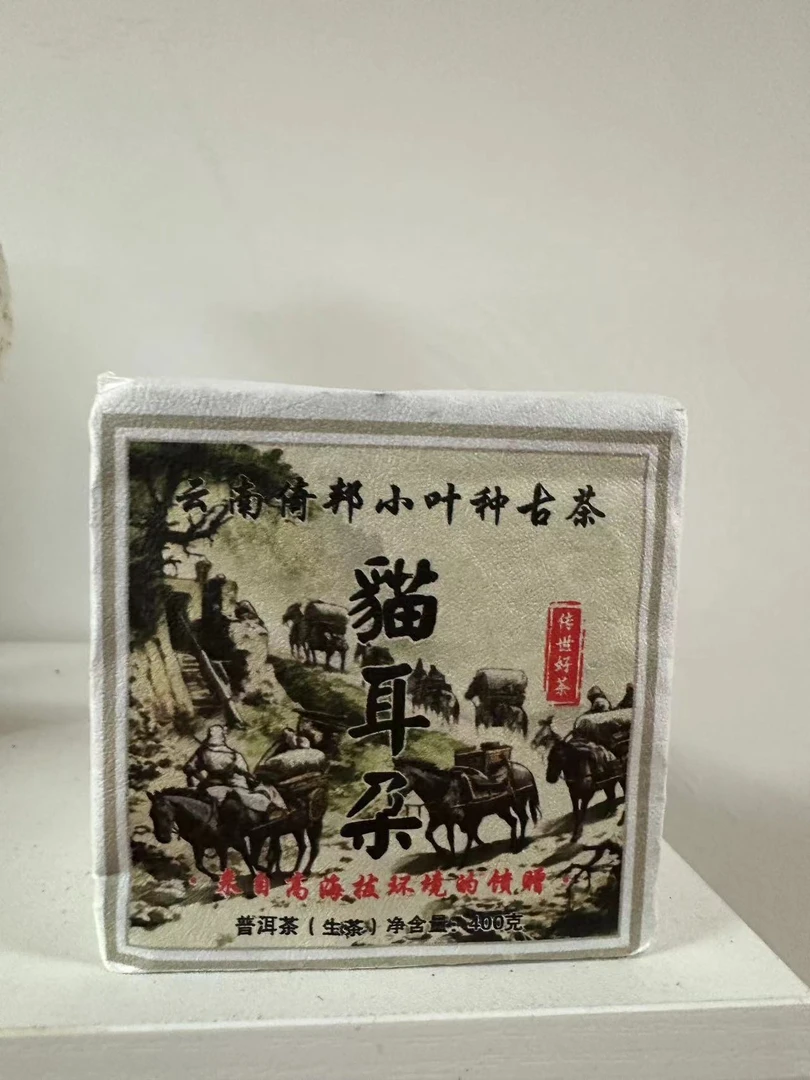 云南倚邦小叶种古茶
貓耳朵
传世好茶
·来自高海拔环境的馈赠·
普洱茶(生茶)净含量:400克